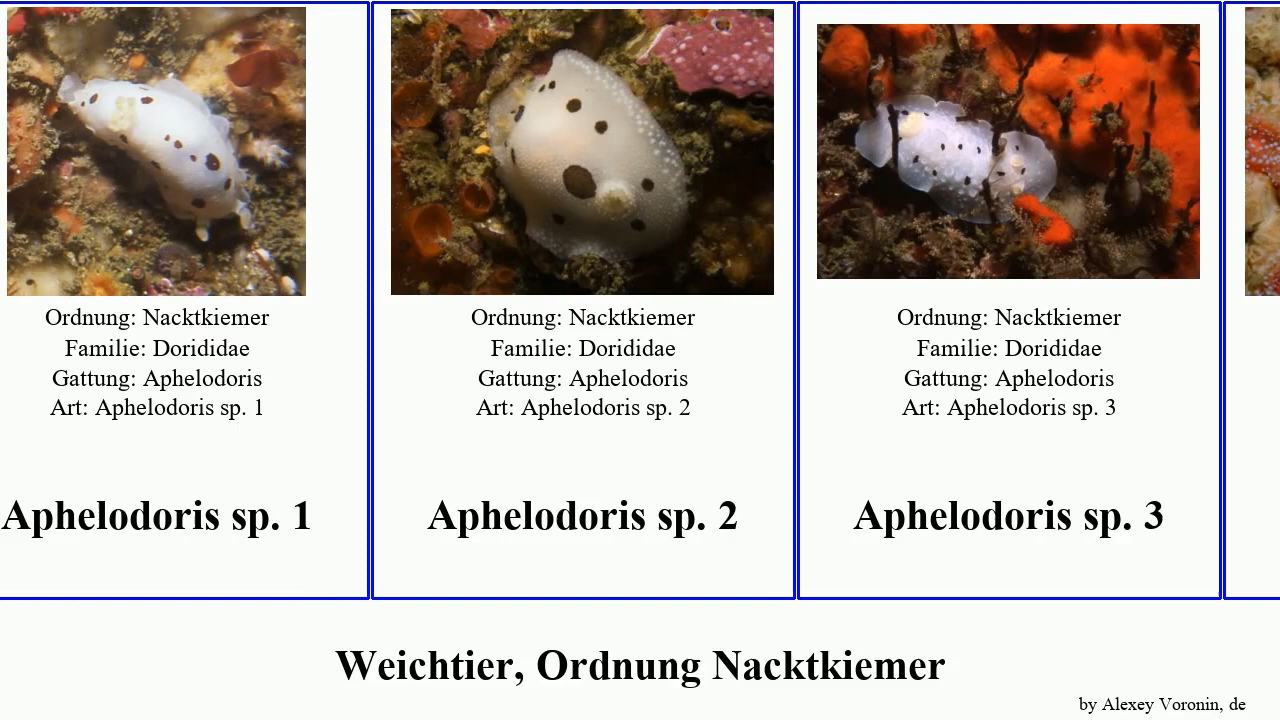 Ordnung: Nacktkiemer
Familie: Dorididae
Gattung: Aphelodoris
Art: Aphelodoris sp. 1
Aphelodoris sp. 1
Ordnung: Nacktkiemer
Familie: Dorididae
Gattung: Aphelodoris
Art: Aphelodoris sp. 2
Aphelodoris sp. 2
Ordnung: Nacktkiemer
Familie: Dorididae
Gattung: Aphelodoris
Art: Aphelodoris sp. 3
Aphelodoris sp. 3
Weichtier, Ordnung Nacktkiemer
by Alexey Voronin, de